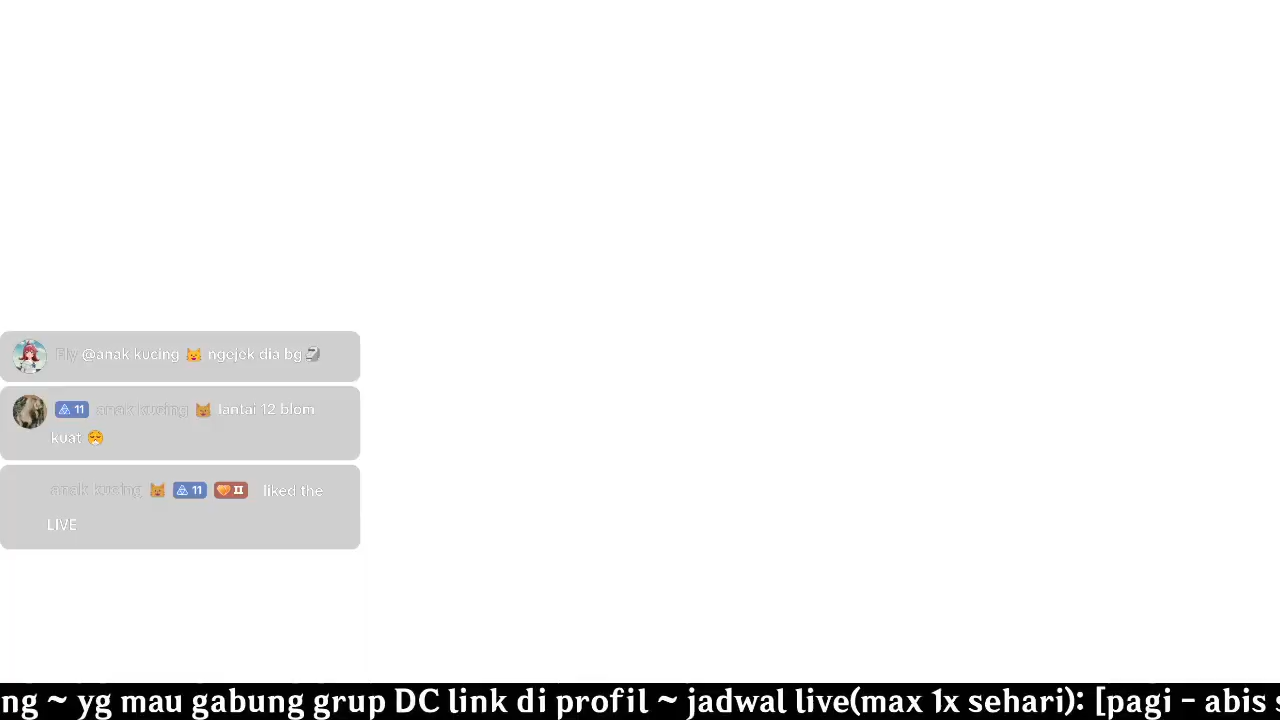 Fly @anak kucing 😼 ngejek dia bg🗿
11 anak kucing 😼 lantai 12 blom
kuat 😤
anak kucing 😼 11 II liked the
LIVE
ng ~ yg mau gabung grup DC link di profil ~ jadwal live(max 1x sehari): [pagi - abis s